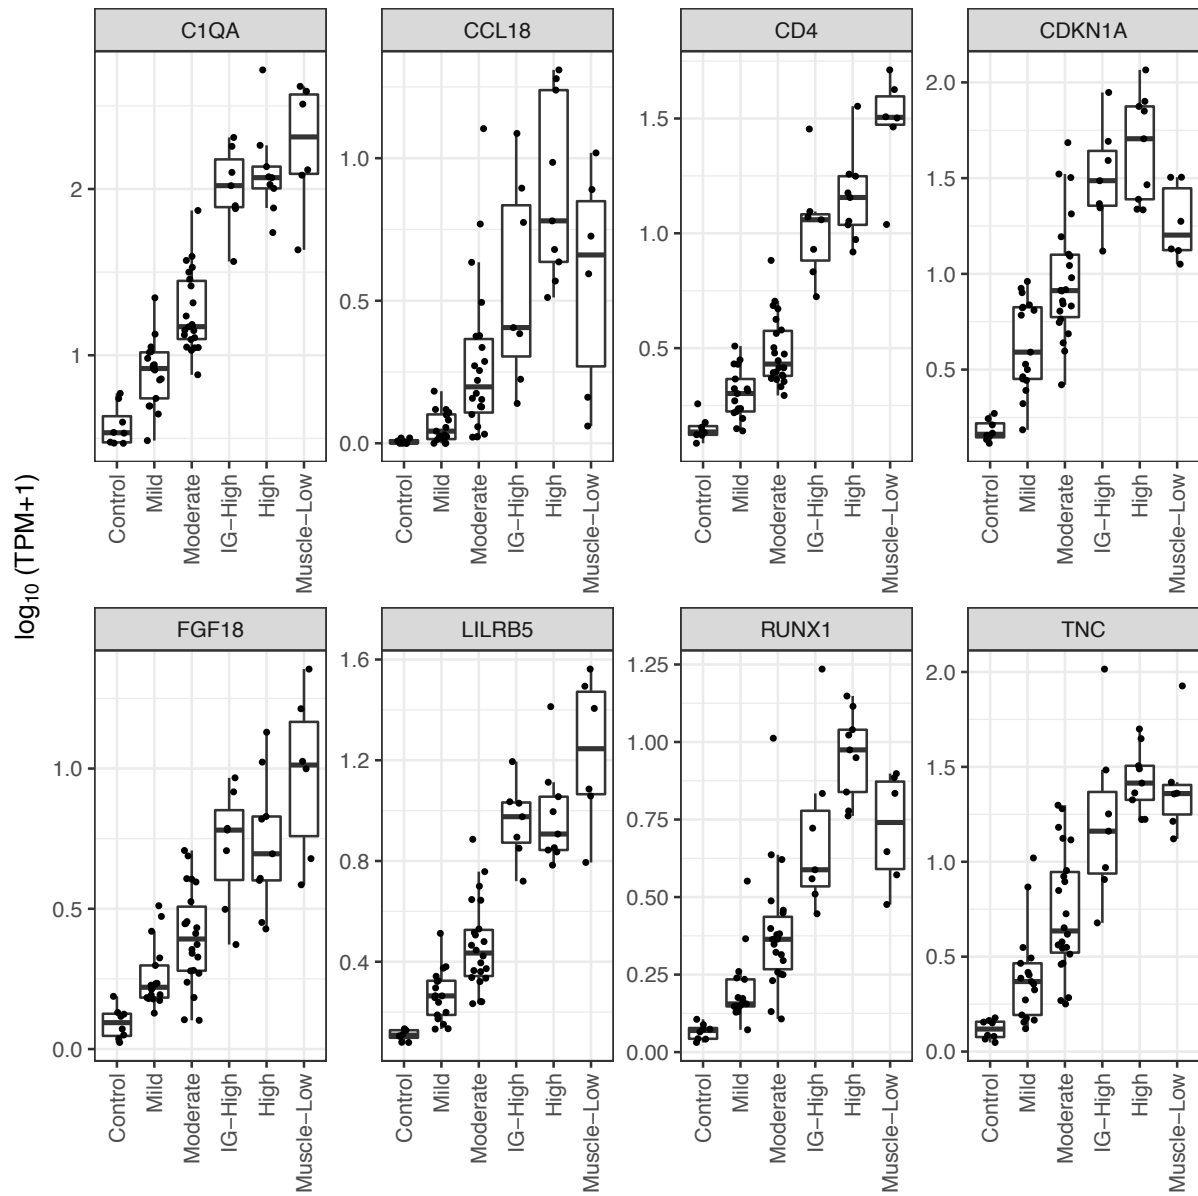 C1QA CCL18 CD4 CDKN1A
2
1
1.0
0.5
0.0
1.5
1.0
0.5
2.0
1.5
1.0
0.5
Control Mild Moderate IG−High High Muscle−Low
Control Mild Moderate IG−High High Muscle−Low
Control Mild Moderate IG−High High Muscle−Low
Control Mild Moderate IG−High High Muscle−Low
log₁₀ (TPM+1)
FGF18 LILRB5 RUNX1 TNC
1.0
0.5
0.0
1.6
1.2
0.8
0.4
1.25
1.00
0.75
0.50
0.25
0.00
2.0
1.5
1.0
0.5
0.0
Control Mild Moderate IG−High High Muscle−Low
Control Mild Moderate IG−High High Muscle−Low
Control Mild Moderate IG−High High Muscle−Low
Control Mild Moderate IG−High High Muscle−Low